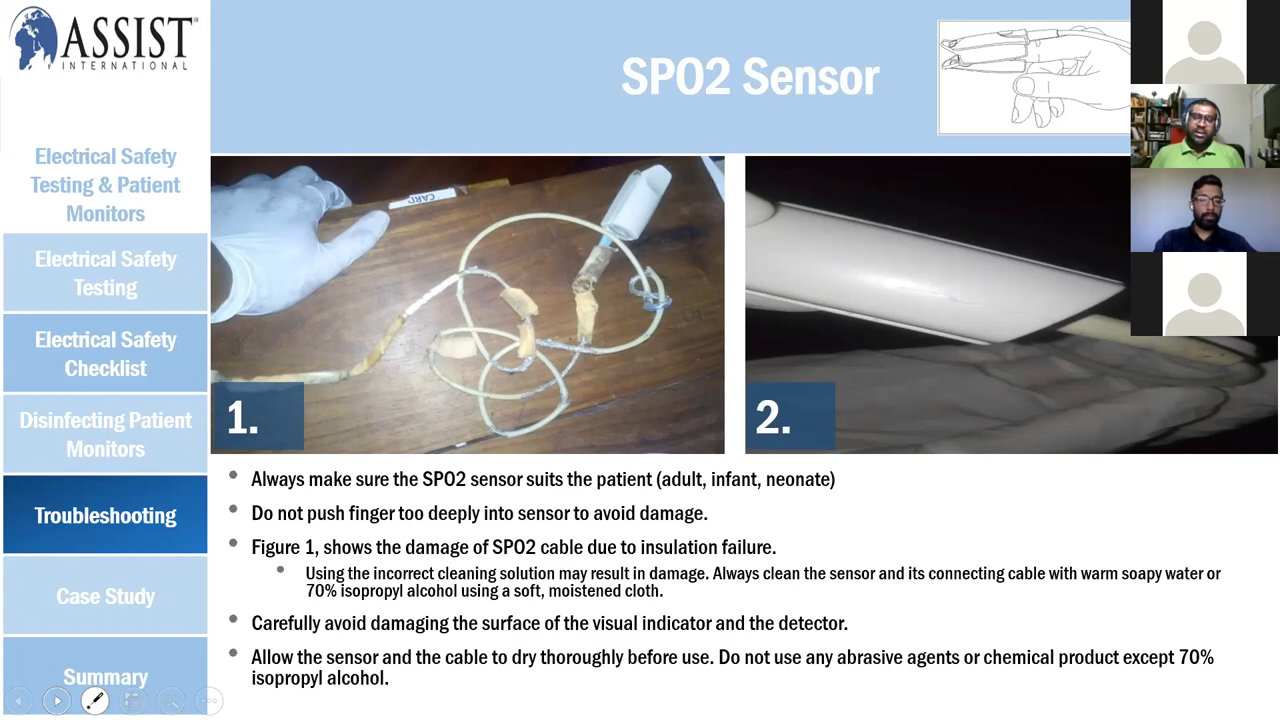 ASSIST
INTERNATIONAL
SPO2 Sensor
Electrical Safety
Testing & Patient
Monitors
Electrical Safety
Testing
Electrical Safety
Checklist
Disinfecting Patient
Monitors
Troubleshooting
Case Study
Summary
CARD
1.
2.
• Always make sure the SPO2 sensor suits the patient (adult, infant, neonate)
• Do not push finger too deeply into sensor to avoid damage.
• Figure 1, shows the damage of SPO2 cable due to insulation failure.
• Using the incorrect cleaning solution may result in damage. Always clean the sensor and its connecting cable with warm soapy water or
70% isopropyl alcohol using a soft, moistened cloth.
• Carefully avoid damaging the surface of the visual indicator and the detector.
• Allow the sensor and the cable to dry thoroughly before use. Do not use any abrasive agents or chemical product except 70%
isopropyl alcohol.